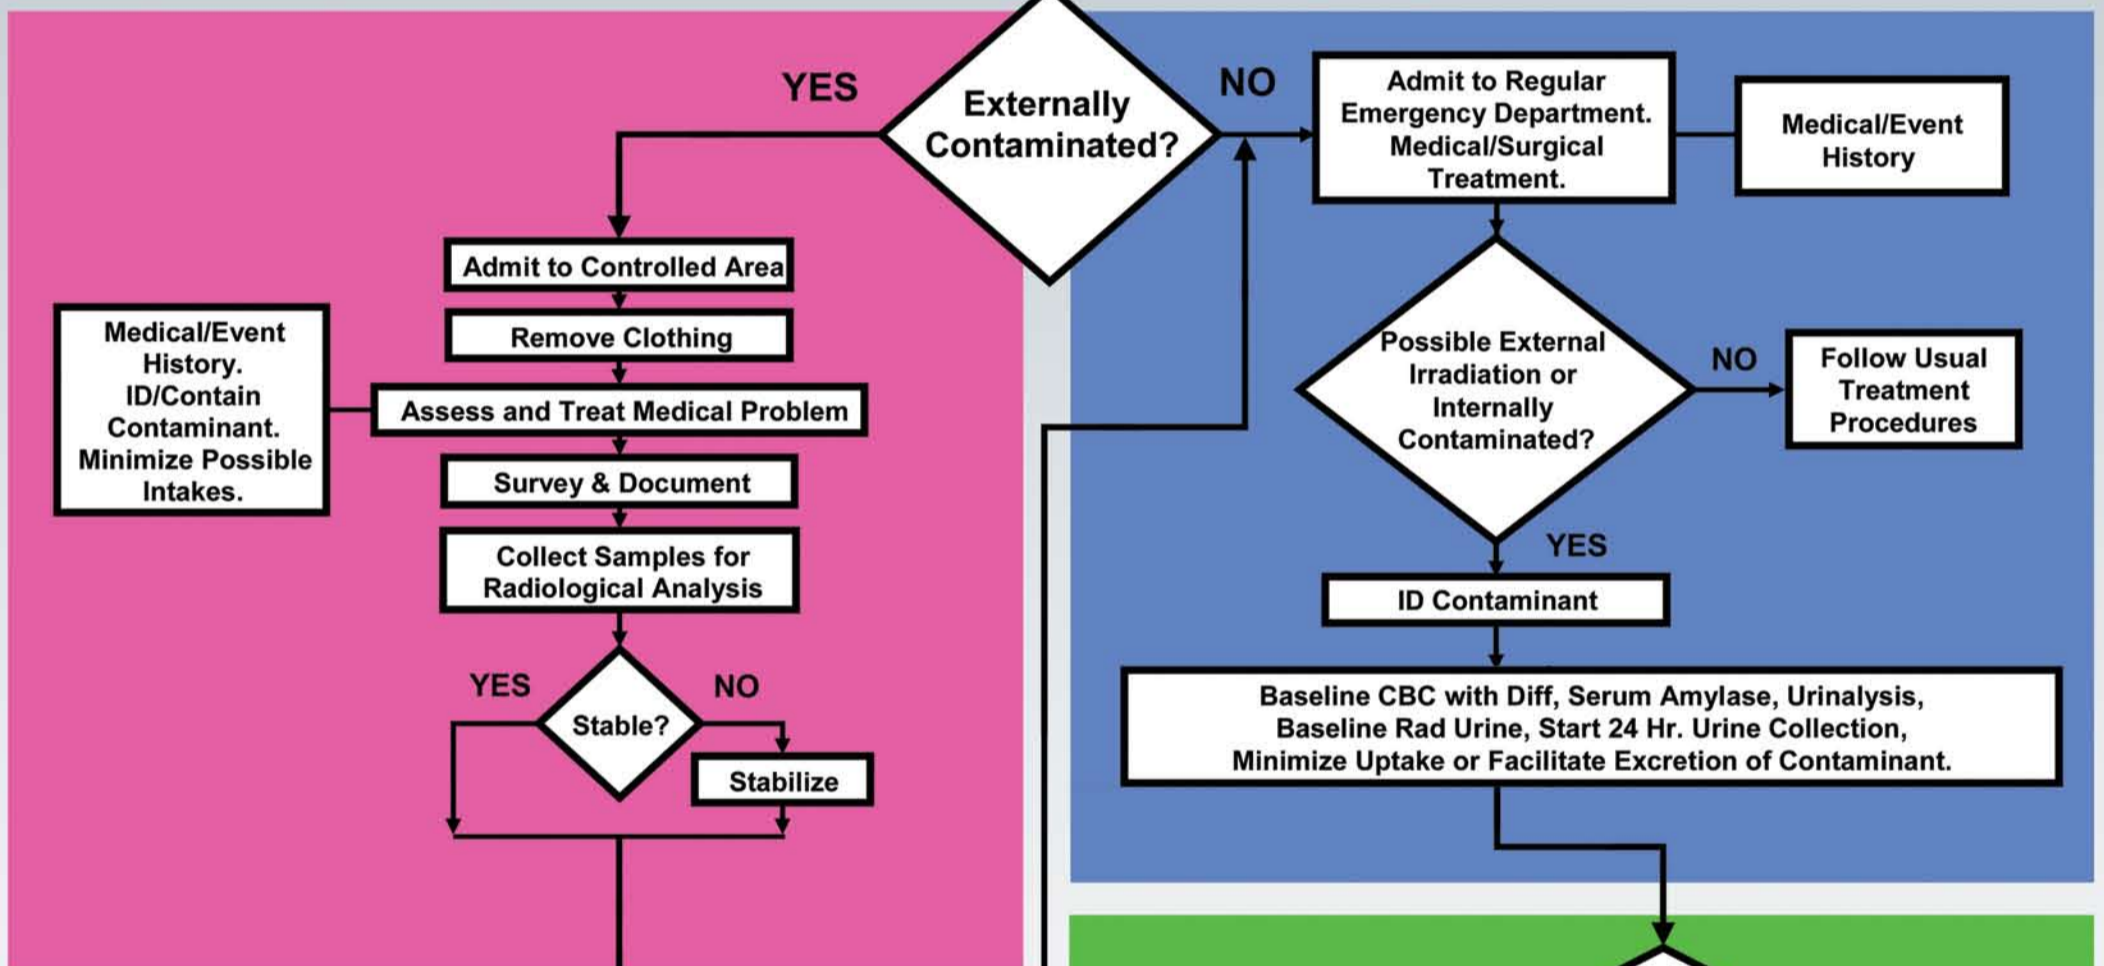 Externally
Contaminated?
YES
NO
Admit to Controlled Area
Remove Clothing
Assess and Treat Medical Problem
Medical/Event
History.
ID/Contain
Contaminant.
Minimize Possible
Intakes.
Survey & Document
Collect Samples for
Radiological Analysis
Stable?
YES
NO
Stabilize
Admit to Regular
Emergency Department.
Medical/Surgical
Treatment.
Medical/Event
History
Possible External
Irradiation or
Internally
Contaminated?
NO
Follow Usual
Treatment
Procedures
YES
ID Contaminant
Baseline CBC with Diff, Serum Amylase, Urinalysis,
Baseline Rad Urine, Start 24 Hr. Urine Collection,
Minimize Uptake or Facilitate Excretion of Contaminant.